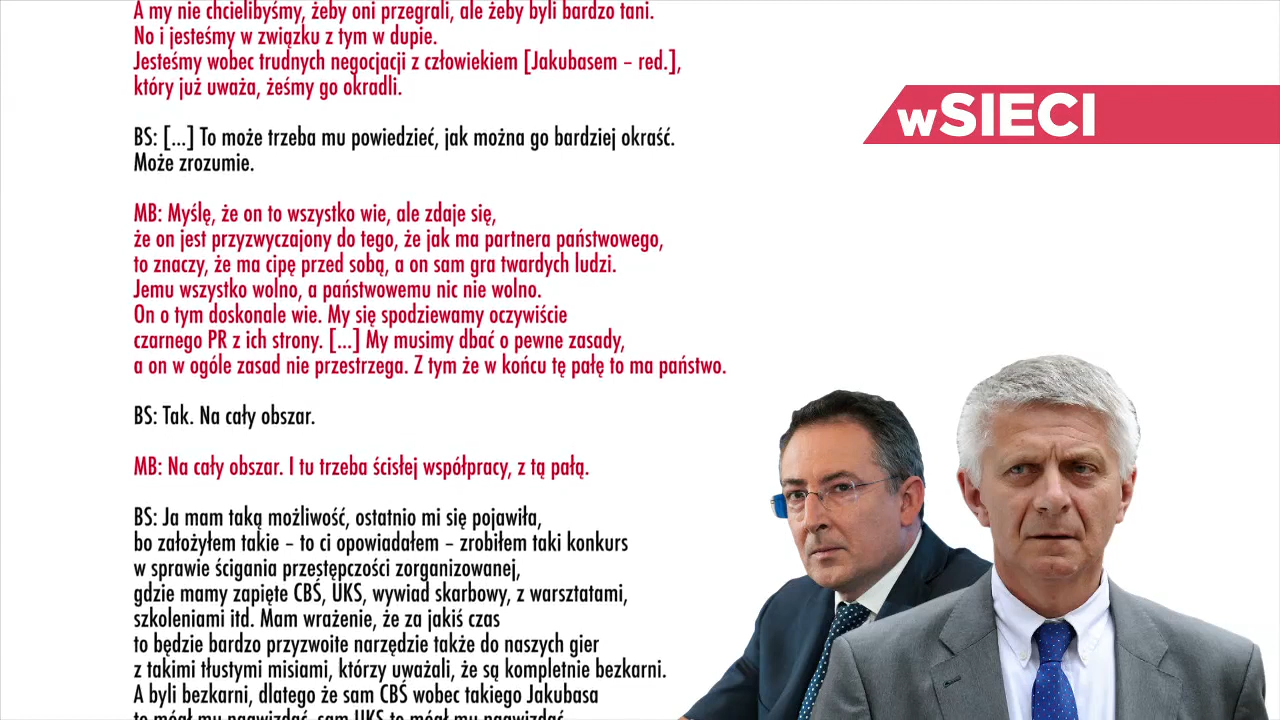 A my nie chcielibyśmy, żeby oni przegrali, ale żeby byli bardzo tani.
No i jesteśmy w związku z tym w dupie.
Jesteśmy wobec trudnych negocjacji z człowiekiem [Jakubasem – red.],
który już uważa, żeśmy go okradli.
wSIECI
BS: [...] To może trzeba mu powiedzieć, jak można go bardziej okraść.
Może zrozumie.
MB: Myślę, że on to wszystko wie, ale zdaje się,
że on jest przyzwyczajony do tego, że jak ma partnera państwowego,
to znaczy, że ma cipę przed sobą, a on sam gra twardych ludzi.
Jemu wszystko wolno, a państwowemu nic nie wolno.
On o tym doskonale wie. My się spodziewamy oczywiście
czarnego PR z ich strony. [...] My musimy dbać o pewne zasady,
a on w ogóle zasad nie przestrzega. Z tym że w końcu tę pałę to ma państwo.
BS: Tak. Na cały obszar.
MB: Na cały obszar. I tu trzeba ścisłej współpracy, z tą pałą.
BS: Ja mam taką możliwość, ostatnio mi się pojawiła,
bo założyłem takie – to ci opowiadałem – zrobiłem taki konkurs
w sprawie ścigania przestępczości zorganizowanej,
gdzie mamy zapięte CBŚ, UKS, wywiad skarbowy, z warsztatami,
szkoleniami itd. Mam wrażenie, że za jakiś czas
to będzie bardzo przyzwoite narzędzie także do naszych gier
z takimi tłustymi misiami, którzy uważali, że są kompletnie bezkarni.
A byli bezkarni, dlatego że sam CBŚ wobec takiego Jakubasa
to mógł mu nagwizdać, sam UKS to mógł mu nagwizdać